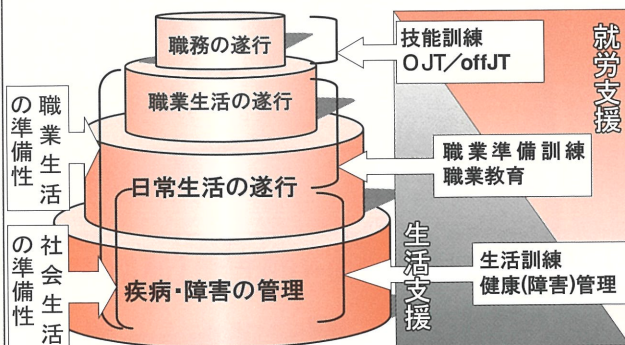 職務の遂行
職業生活の遂行
日常生活の遂行
疾病・障害の管理
職業生活
の準備性
社会生活
の準備性
技能訓練
OJT／offJT
職業準備訓練
職業教育
生活訓練
健康(障害)管理
就労支援
生活支援